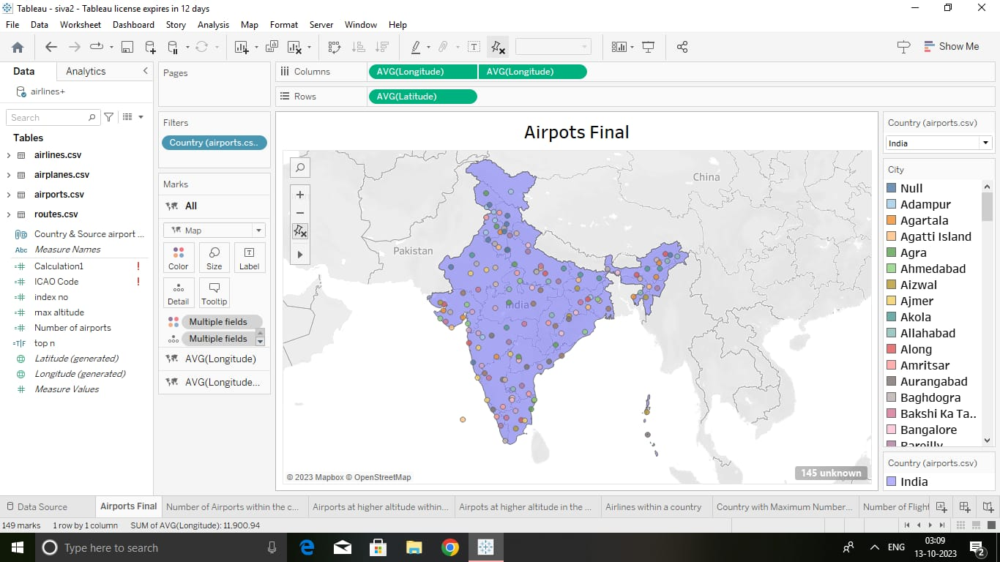 Tableau - siva2 - Tableau license expires in 12 days
File Data Worksheet Dashboard Story Analysis Map Format Server Window Help
Show Me
Data Analytics
airlines+
Search
Tables
airlines.csv
airplanes.csv
airports.csv
routes.csv
Country & Source airport ...
Abc Measure Names
Calculation1 !
ICAO Code !
index no
max altitude
Number of airports
=T|F top n
Latitude (generated)
Longitude (generated)
Measure Values
Pages
Filters
Country (airports.cs..
Marks
All
Map
Color Size Label
Detail Tooltip
Multiple fields
Multiple fields
AVG(Longitude)
AVG(Longitude...
Columns AVG(Longitude) AVG(Longitude)
Rows AVG(Latitude)
Airpots Final
China
Pakistan
India
© 2023 Mapbox © OpenStreetMap
145 unknown
Country (airports.csv)
India
City
Null
Adampur
Agartala
Agatti Island
Agra
Ahmedabad
Aizwal
Ajmer
Akola
Allahabad
Along
Amritsar
Aurangabad
Baghdogra
Bakshi Ka Ta..
Bangalore
Bareilly
Country (airports.csv)
India
Data Source Airports Final Number of Airports within the c... Airports at higher altitude within... Airpots at higher altitude in the ... Airlines within a country Country with Maximum Number... Number of Flight
149 marks 1 row by 1 column SUM of AVG(Longitude): 11,900.94
Type here to search
ENG
03:09
13-10-2023
2